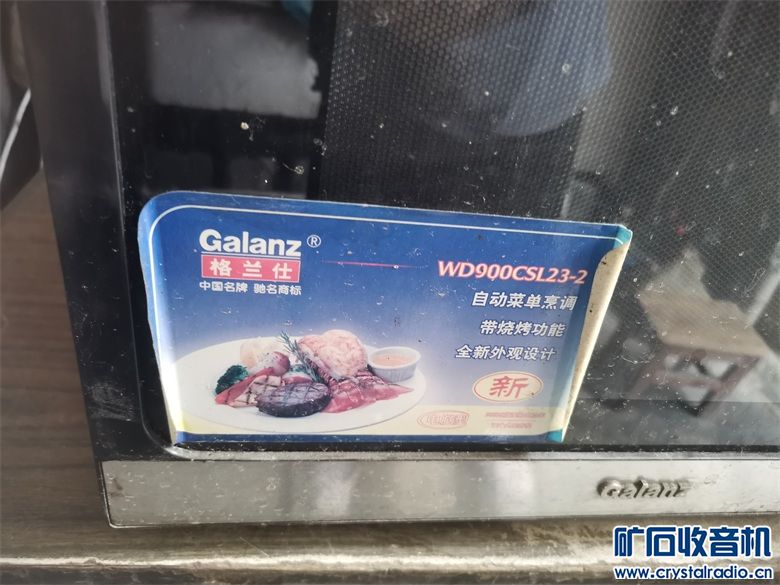 Galanz®
格兰仕
中国名牌 驰名商标
WD900CSL23-2
自动菜单烹调
带烧烤功能
全新外观设计
新
Galanz
矿石收音机
www.crystalradio.cn